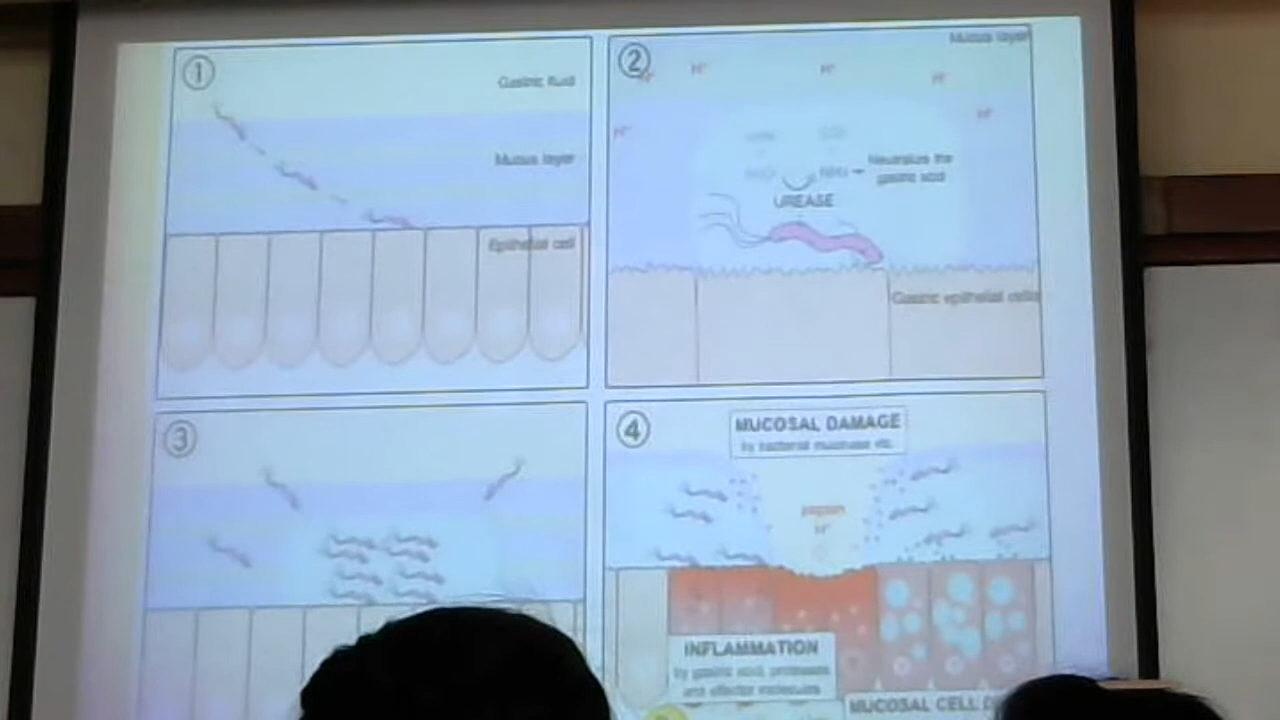 ①
Gastric fluid
Mucus layer
Epithelial cell
②
Mucus layer
H⁺
H⁺
H⁺
H⁺
H⁺
H⁺
Neutralize the
gastric acid
UREASE
Gastric epithelial cells
③
④
MUCOSAL DAMAGE
by bacterial mucinase etc.
pepsin
H⁺
INFLAMMATION
by gastric acid, proteases
and effector molecules
MUCOSAL CELL D